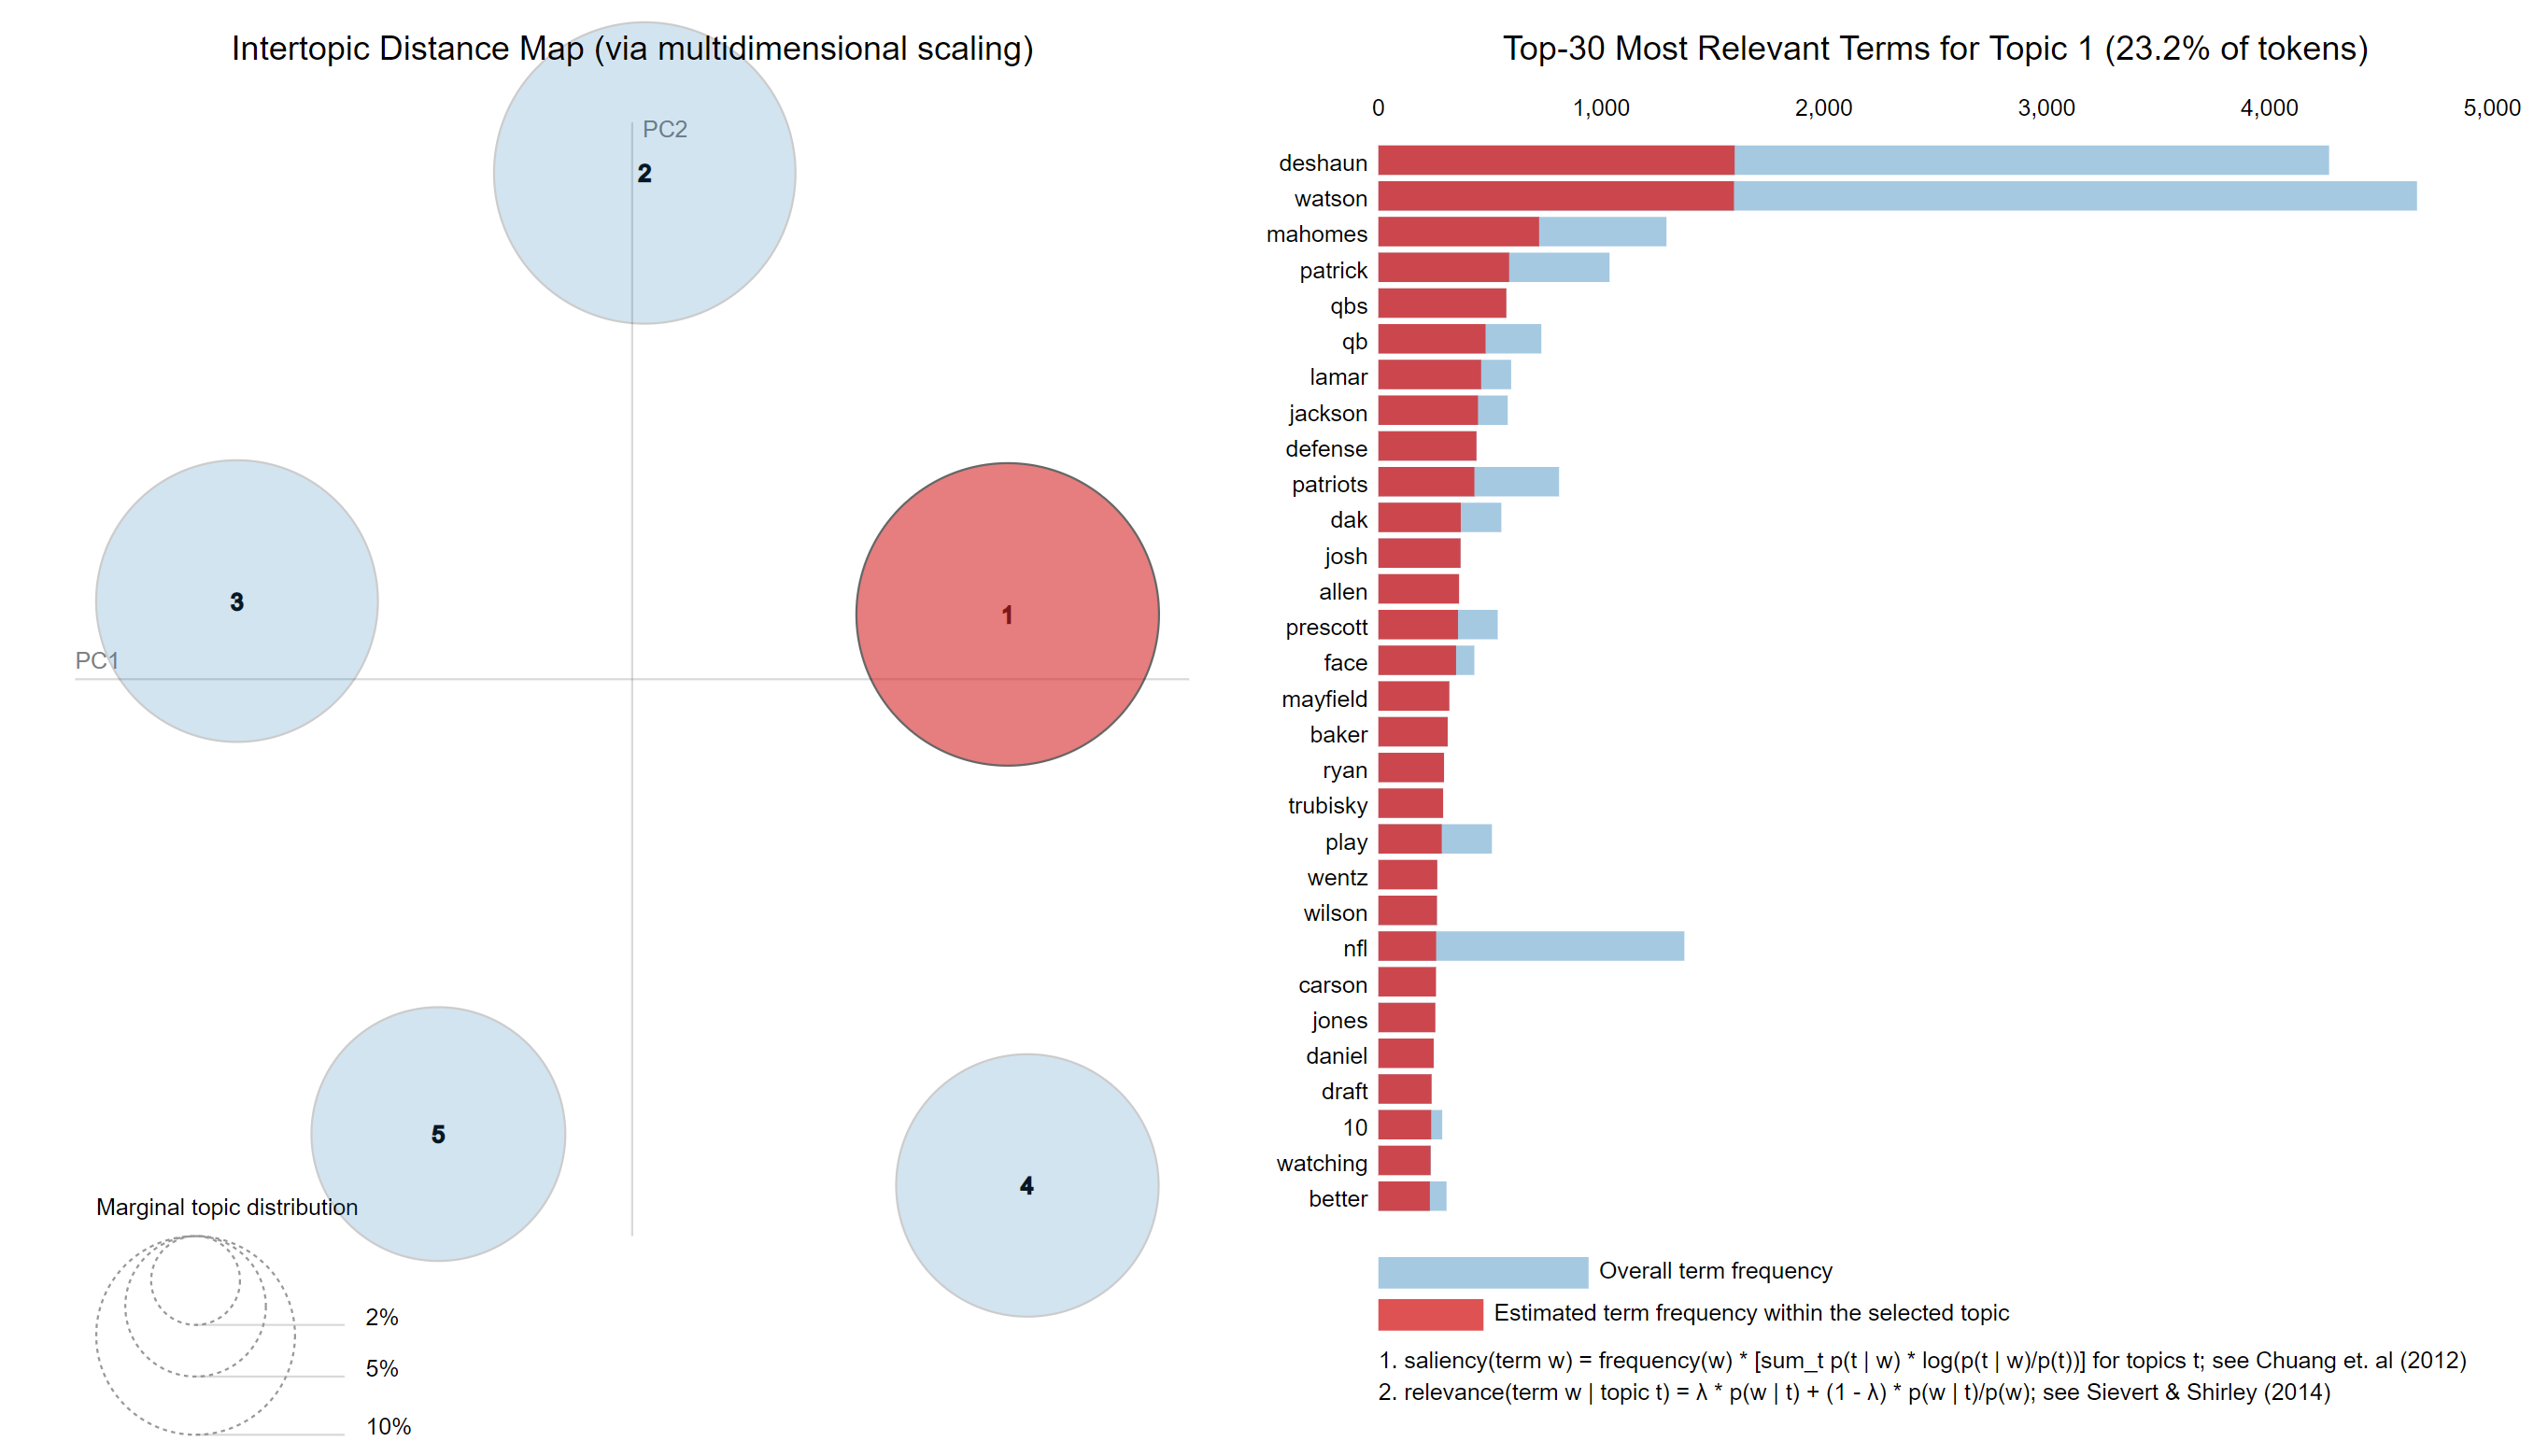 Intertopic Distance Map (via multidimensional scaling)
PC2
2
3
1
PC1
5
4
Marginal topic distribution
2%
5%
10%
Top-30 Most Relevant Terms for Topic 1 (23.2% of tokens)
0 1,000 2,000 3,000 4,000 5,000
deshaun
watson
mahomes
patrick
qbs
qb
lamar
jackson
defense
patriots
dak
josh
allen
prescott
face
mayfield
baker
ryan
trubisky
play
wentz
wilson
nfl
carson
jones
daniel
draft
10
watching
better
Overall term frequency
Estimated term frequency within the selected topic
1. saliency(term w) = frequency(w) * [sum_t p(t | w) * log(p(t | w)/p(t))] for topics t; see Chuang et. al (2012)
2. relevance(term w | topic t) = λ * p(w | t) + (1 - λ) * p(w | t)/p(w); see Sievert & Shirley (2014)